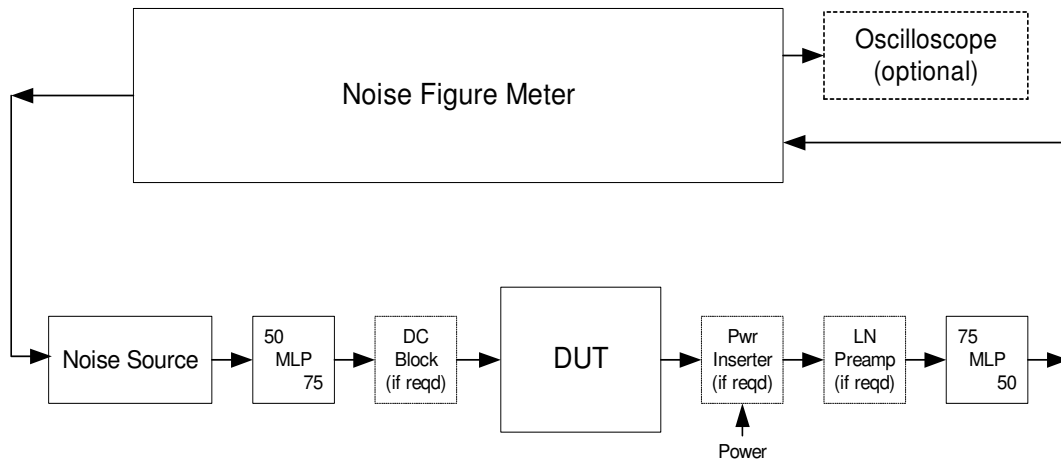 Noise Figure Meter
Oscilloscope
(optional)
Noise Source
50
MLP
75
DC
Block
(if reqd)
DUT
Pwr
Inserter
(if reqd)
Power
LN
Preamp
(if reqd)
75
MLP
50